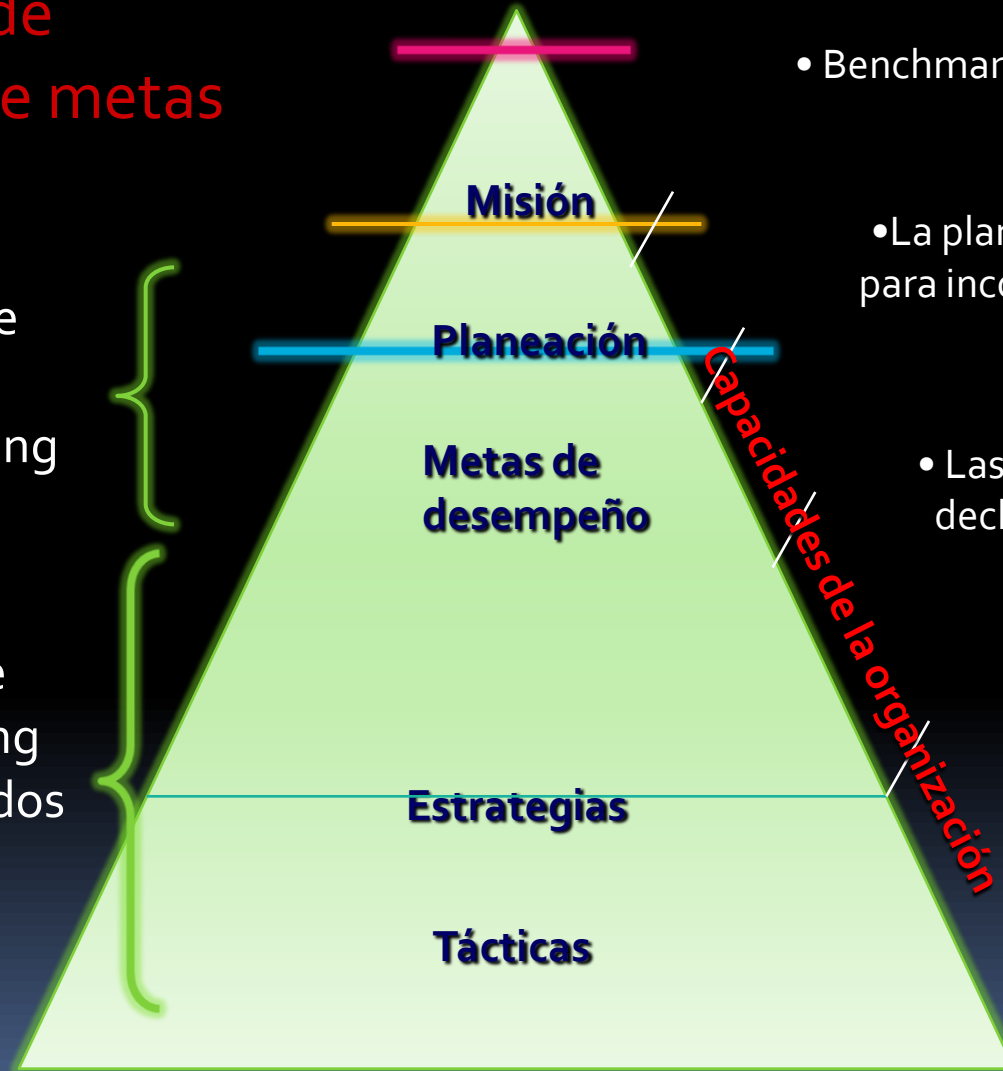 de
e metas
• Benchmar
Misión
•La plan
para inco
Planeación
e
ng
Metas de
desempeño
• Las
decl
Capacidades de la organización
e
ng
dos
Estrategias
Tácticas